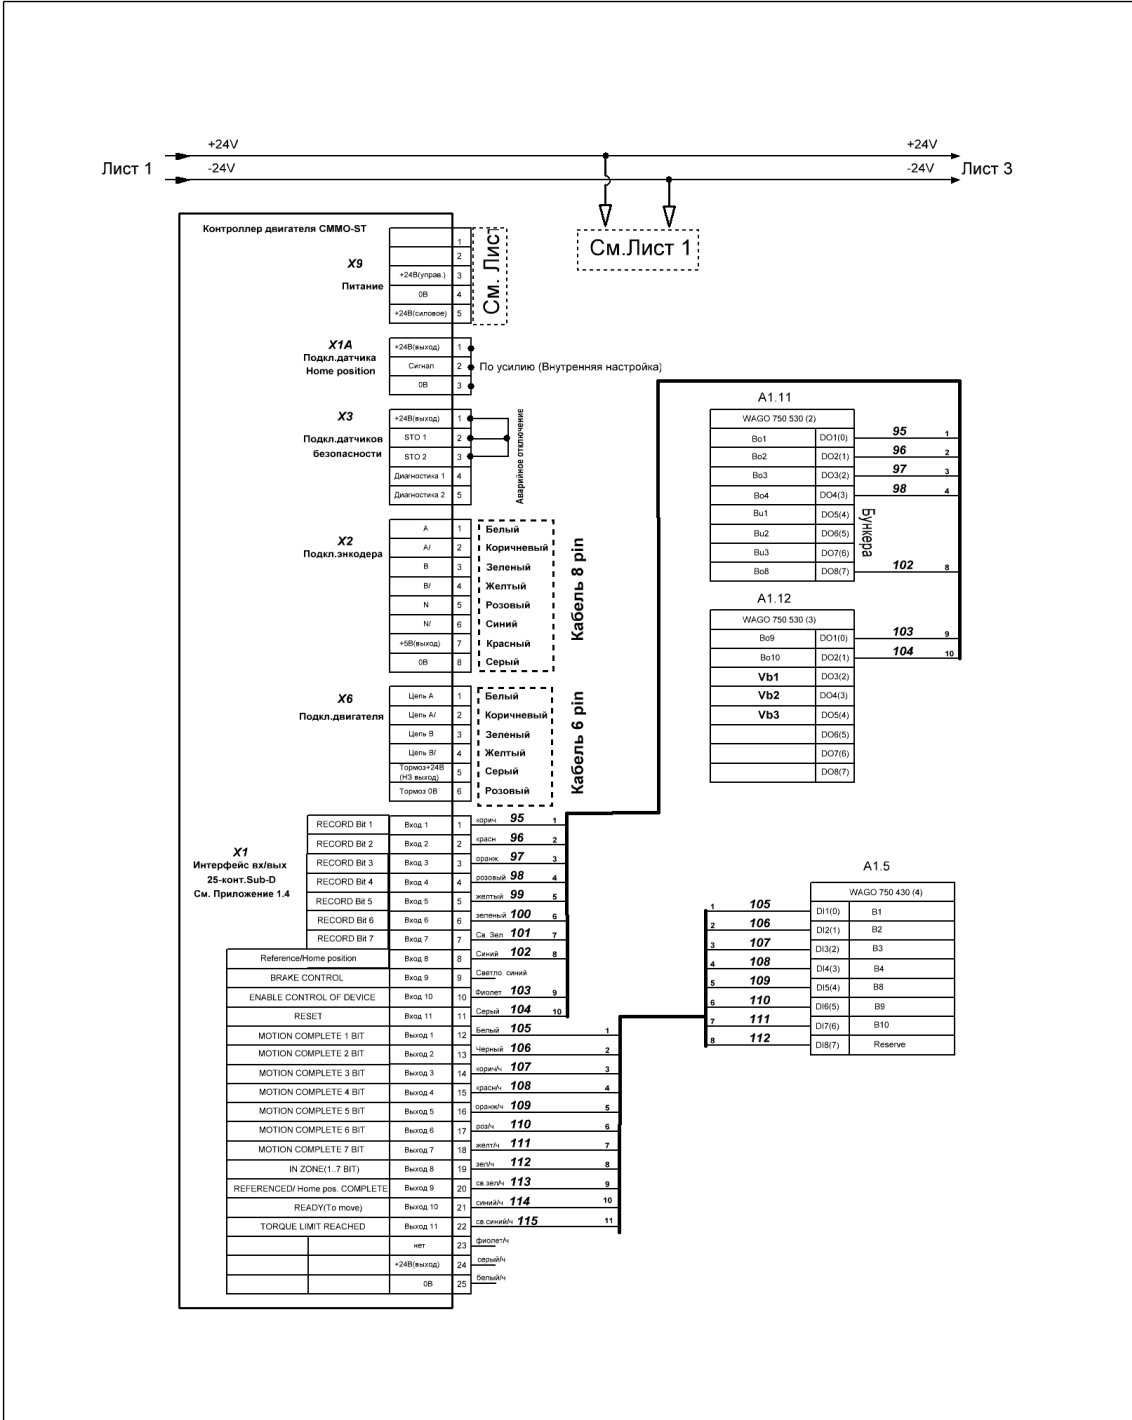 +24V
+24V
Лист 1
-24V
-24V
Лист 3
См.Лист 1
Контроллер двигателя CMMO-ST
X9
Питание
1
2
+24В(управ.) 3
0В 4
+24В(силовое) 5
См. Лис
X1A
Подкл.датчика
Home position
+24В(выход) 1
Сигнал 2
0В 3
По усилию (Внутренняя настройка)
X3
Подкл.датчиков
безопасности
+24В(выход) 1
STO 1 2
STO 2 3
Диагностика 1 4
Диагностика 2 5
Аварийное отключение
X2
Подкл.энкодера
A 1 Белый
A/ 2 Коричневый
B 3 Зеленый
B/ 4 Желтый
N 5 Розовый
N/ 6 Синий
+5В(выход) 7 Красный
0В 8 Серый
Кабель 8 pin
X6
Подкл.двигателя
Цепь A 1 Белый
Цепь A/ 2 Коричневый
Цепь B 3 Зеленый
Цепь B/ 4 Желтый
Тормоз+24В
(НЗ выход) 5 Серый
Тормоз 0В 6 Розовый
Кабель 6 pin
X1
Интерфейс вх/вых
25-конт.Sub-D
См. Приложение 1.4
RECORD Bit 1 Вход 1 1 корич. 95 1
RECORD Bit 2 Вход 2 2 красн 96 2
RECORD Bit 3 Вход 3 3 оранж. 97 3
RECORD Bit 4 Вход 4 4 розовый 98 4
RECORD Bit 5 Вход 5 5 желтый 99 5
RECORD Bit 6 Вход 6 6 зеленый 100 6
RECORD Bit 7 Вход 7 7 Св. Зел 101 7
Reference/Home position Вход 8 8 Синий 102 8
BRAKE CONTROL Вход 9 9 Светло. синий
ENABLE CONTROL OF DEVICE Вход 10 10 Фиолет 103 9
RESET Вход 11 11 Серый 104 10
MOTION COMPLETE 1 BIT Выход 1 12 Белый 105 1
MOTION COMPLETE 2 BIT Выход 2 13 Черный 106 2
MOTION COMPLETE 3 BIT Выход 3 14 корич/ч 107 3
MOTION COMPLETE 4 BIT Выход 4 15 красн/ч 108 4
MOTION COMPLETE 5 BIT Выход 5 16 оранж/ч 109 5
MOTION COMPLETE 6 BIT Выход 6 17 роз/ч 110 6
MOTION COMPLETE 7 BIT Выход 7 18 желт/ч 111 7
IN ZONE(1..7 BIT) Выход 8 19 зел/ч 112 8
REFERENCED/ Home pos. COMPLETE Выход 9 20 св.зел/ч 113 9
READY(To move) Выход 10 21 синий/ч 114 10
TORQUE LIMIT REACHED Выход 11 22 св.синий/ч 115 11
нет 23 фиолет/ч
+24В(выход) 24 серый/ч
0В 25 белый/ч
A1.11
WAGO 750 530 (2)
Bo1 DO1(0) 95 1
Bo2 DO2(1) 96 2
Bo3 DO3(2) 97 3
Bo4 DO4(3) 98 4
Bu1 DO5(4)
Bu2 DO6(5)
Bu3 DO7(6)
Bo8 DO8(7) 102 8
Бункера
A1.12
WAGO 750 530 (3)
Bo9 DO1(0) 103 9
Bo10 DO2(1) 104 10
Vb1 DO3(2)
Vb2 DO4(3)
Vb3 DO5(4)
DO6(5)
DO7(6)
DO8(7)
A1.5
WAGO 750 430 (4)
1 105 DI1(0) B1
2 106 DI2(1) B2
3 107 DI3(2) B3
4 108 DI4(3) B4
5 109 DI5(4) B8
6 110 DI6(5) B9
7 111 DI7(6) B10
8 112 DI8(7) Reserve